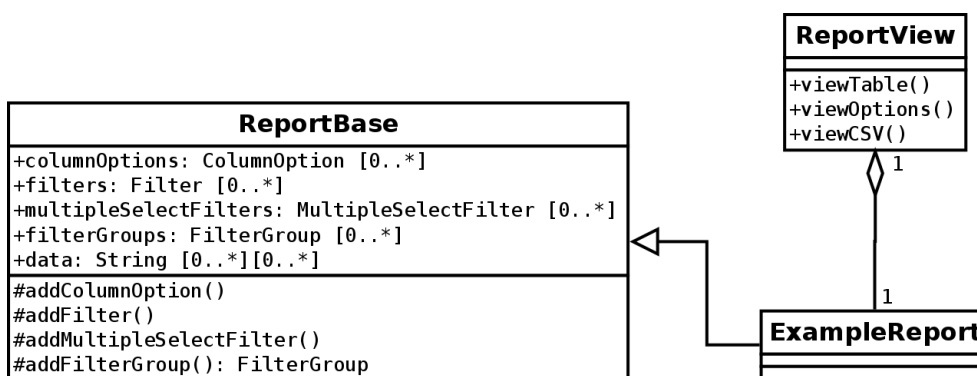 ReportView
+viewTable()
+viewOptions()
+viewCSV()
1
ReportBase
+columnOptions: ColumnOption [0..*]
+filters: Filter [0..*]
+multipleSelectFilters: MultipleSelectFilter [0..*]
+filterGroups: FilterGroup [0..*]
+data: String [0..*][0..*]
#addColumnOption()
#addFilter()
#addMultipleSelectFilter()
#addFilterGroup(): FilterGroup
1
ExampleReport